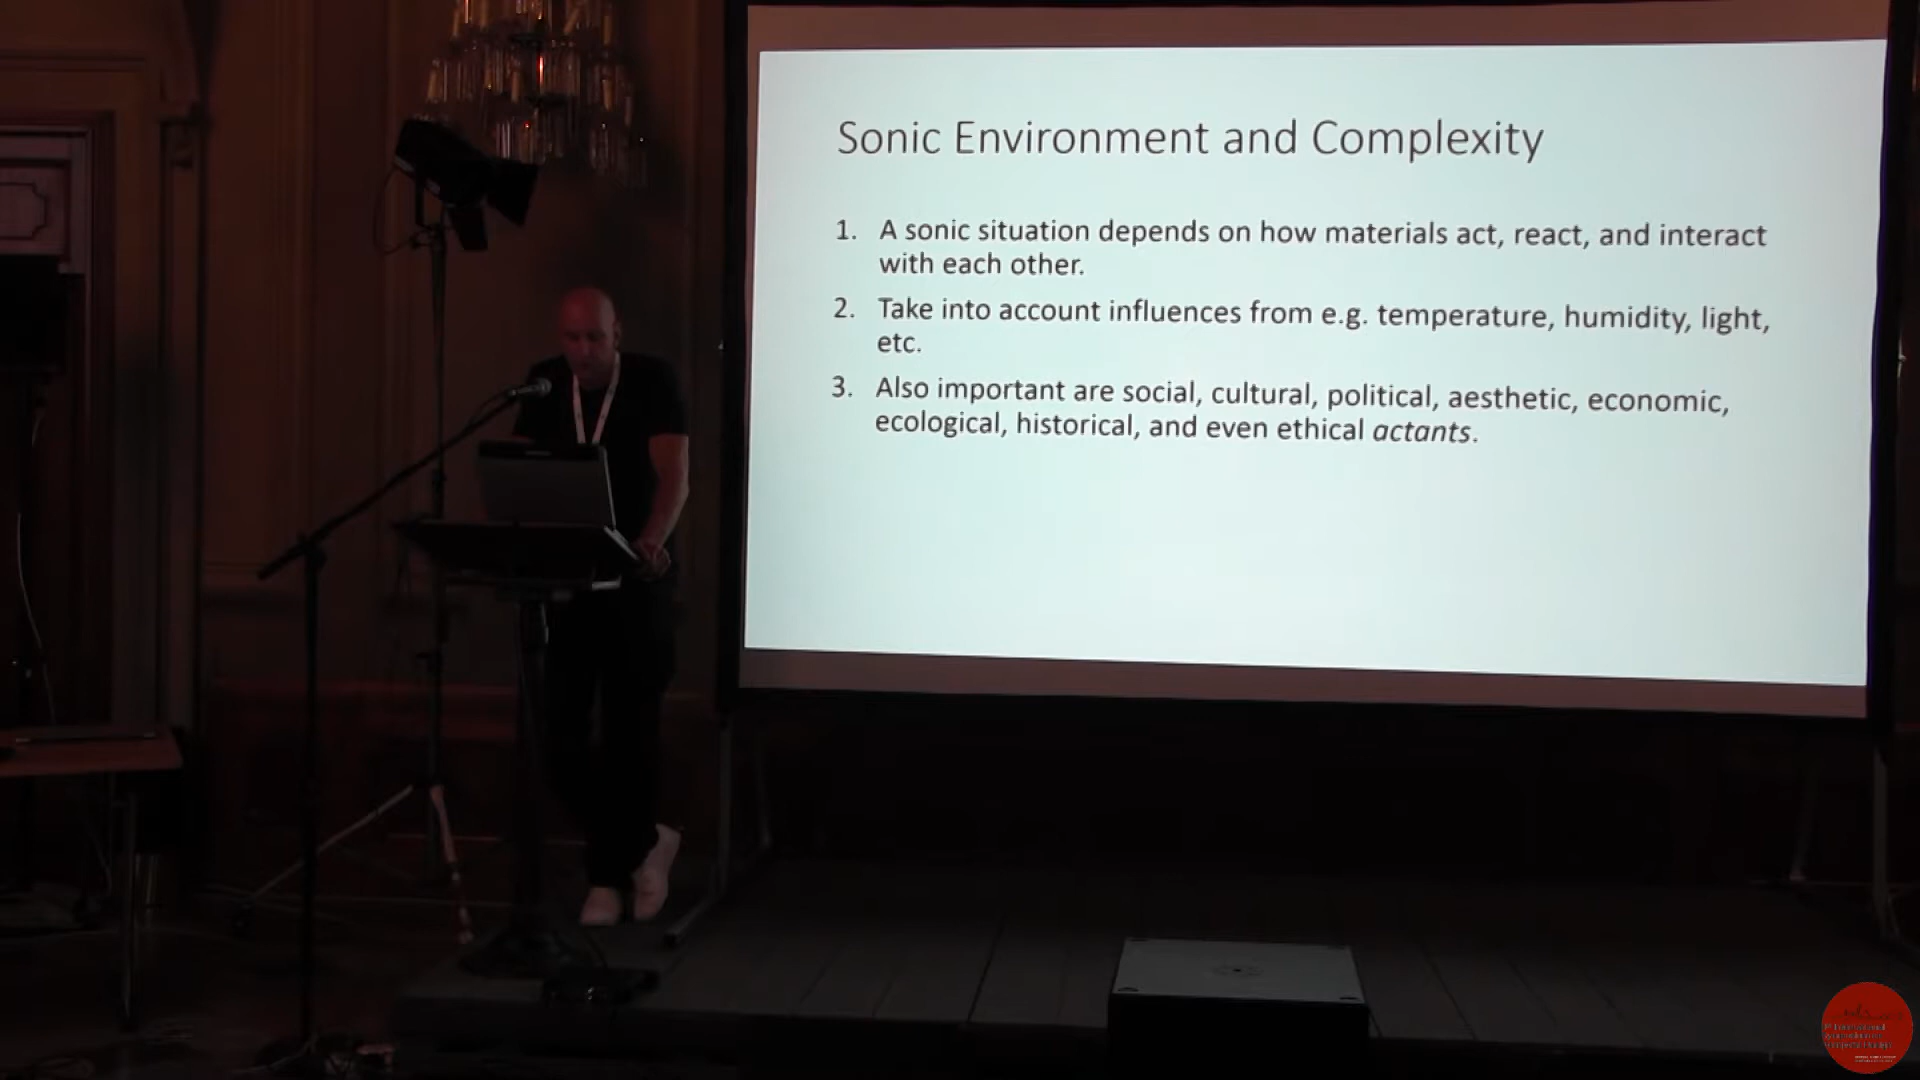 Sonic Environment and Complexity
1. A sonic situation depends on how materials act, react, and interact
with each other.
2. Take into account influences from e.g. temperature, humidity, light,
etc.
3. Also important are social, cultural, political, aesthetic, economic,
ecological, historical, and even ethical actants.